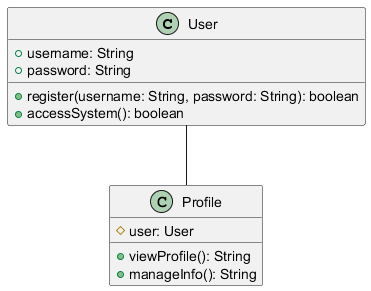 C User
username: String
password: String
register(username: String, password: String): boolean
accessSystem(): boolean
C Profile
user: User
viewProfile(): String
manageInfo(): String